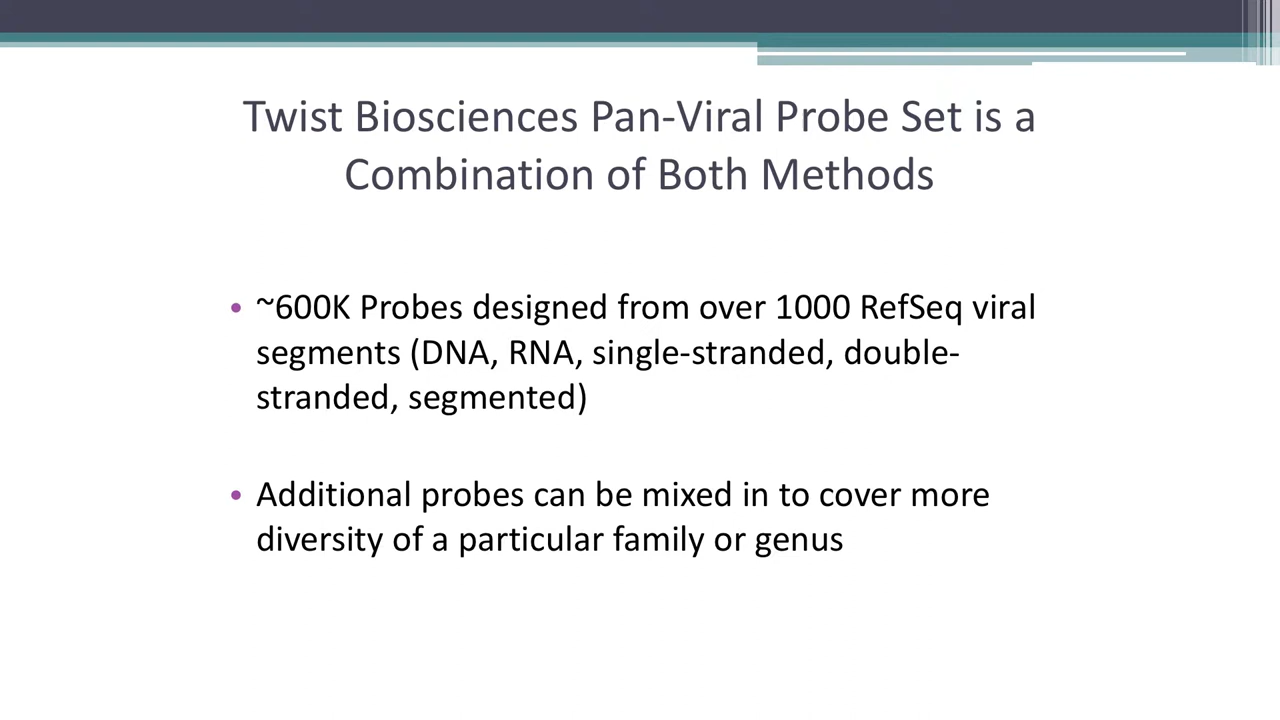 Twist Biosciences Pan-Viral Probe Set is a
Combination of Both Methods
• ~600K Probes designed from over 1000 RefSeq viral
segments (DNA, RNA, single-stranded, double-
stranded, segmented)
• Additional probes can be mixed in to cover more
diversity of a particular family or genus